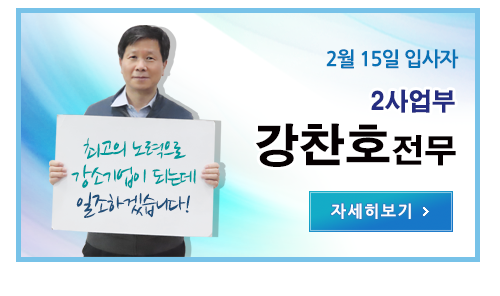 2월 15일 입사자
2사업부
강찬호전무
최고의 노력으로
강소기업이 되는데
일조하겠습니다!
자세히보기 >